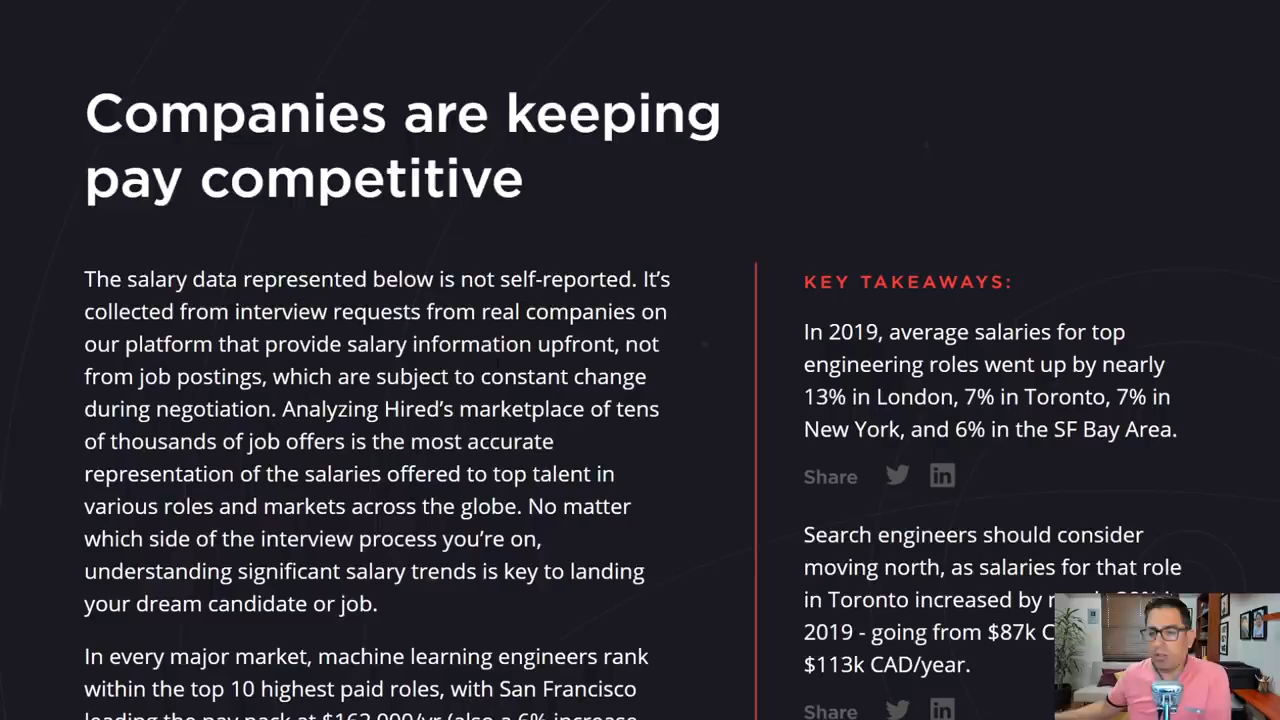 Companies are keeping
pay competitive
The salary data represented below is not self-reported. It's
collected from interview requests from real companies on
our platform that provide salary information upfront, not
from job postings, which are subject to constant change
during negotiation. Analyzing Hired's marketplace of tens
of thousands of job offers is the most accurate
representation of the salaries offered to top talent in
various roles and markets across the globe. No matter
which side of the interview process you're on,
understanding significant salary trends is key to landing
your dream candidate or job.
In every major market, machine learning engineers rank
within the top 10 highest paid roles, with San Francisco
KEY TAKEAWAYS:
In 2019, average salaries for top
engineering roles went up by nearly
13% in London, 7% in Toronto, 7% in
New York, and 6% in the SF Bay Area.
Share
Search engineers should consider
moving north, as salaries for that role
in Toronto increased by
2019 - going from $87k
$113k CAD/year.
Share